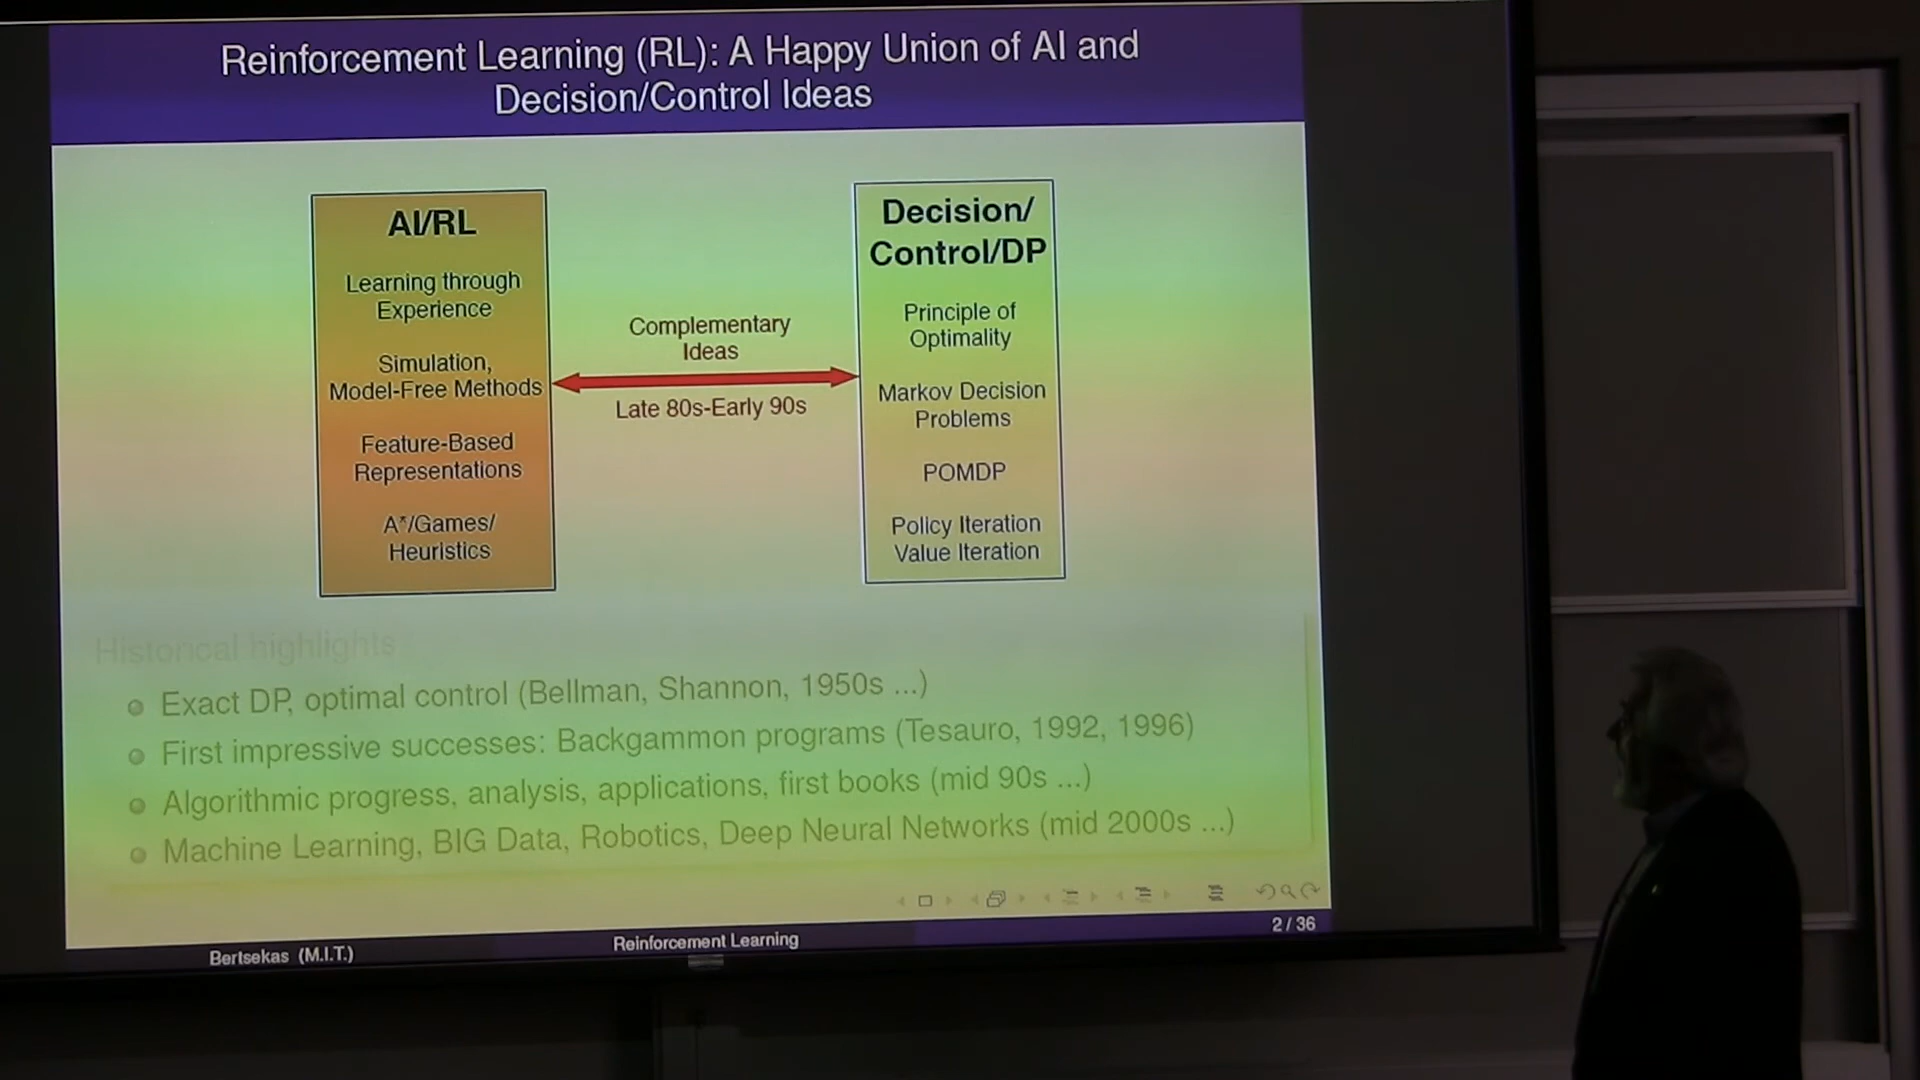 Reinforcement Learning (RL): A Happy Union of AI and
Decision/Control Ideas
AI/RL
Learning through
Experience
Simulation,
Model-Free Methods
Feature-Based
Representations
A*/Games/
Heuristics
Complementary
Ideas
Late 80s-Early 90s
Decision/
Control/DP
Principle of
Optimality
Markov Decision
Problems
POMDP
Policy Iteration
Value Iteration
Historical highlights
Exact DP, optimal control (Bellman, Shannon, 1950s ...)
First impressive successes: Backgammon programs (Tesauro, 1992, 1996)
Algorithmic progress, analysis, applications, first books (mid 90s ...)
Machine Learning, BIG Data, Robotics, Deep Neural Networks (mid 2000s ...)
Bertsekas (M.I.T.)
Reinforcement Learning
2 / 36